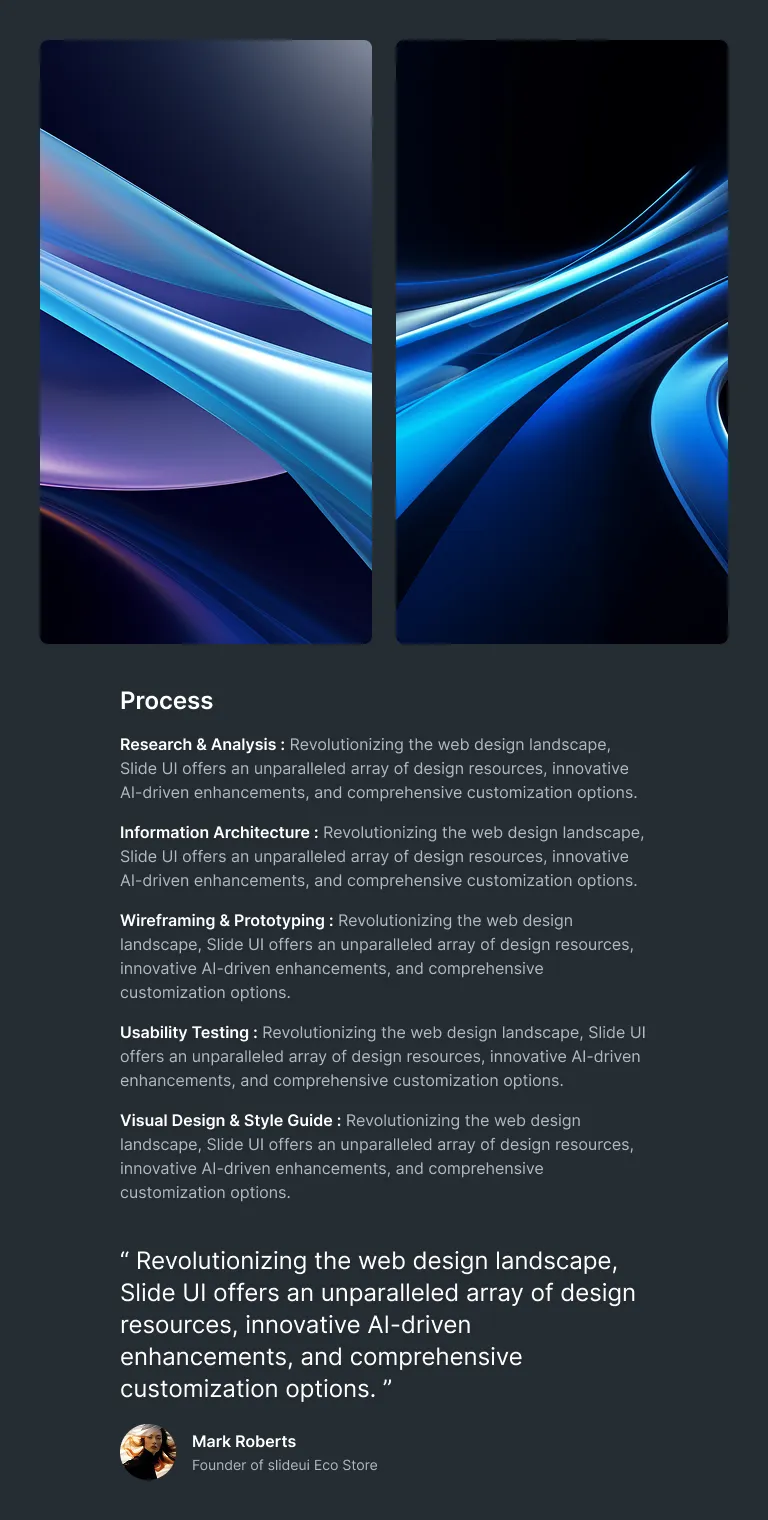 Process
Research & Analysis : Revolutionizing the web design landscape,
Slide UI offers an unparalleled array of design resources, innovative
AI-driven enhancements, and comprehensive customization options.
Information Architecture : Revolutionizing the web design landscape,
Slide UI offers an unparalleled array of design resources, innovative
AI-driven enhancements, and comprehensive customization options.
Wireframing & Prototyping : Revolutionizing the web design
landscape, Slide UI offers an unparalleled array of design resources,
innovative AI-driven enhancements, and comprehensive
customization options.
Usability Testing : Revolutionizing the web design landscape, Slide UI
offers an unparalleled array of design resources, innovative AI-driven
enhancements, and comprehensive customization options.
Visual Design & Style Guide : Revolutionizing the web design
landscape, Slide UI offers an unparalleled array of design resources,
innovative AI-driven enhancements, and comprehensive
customization options.
“ Revolutionizing the web design landscape,
Slide UI offers an unparalleled array of design
resources, innovative AI-driven
enhancements, and comprehensive
customization options. ”
Mark Roberts
Founder of slideui Eco Store